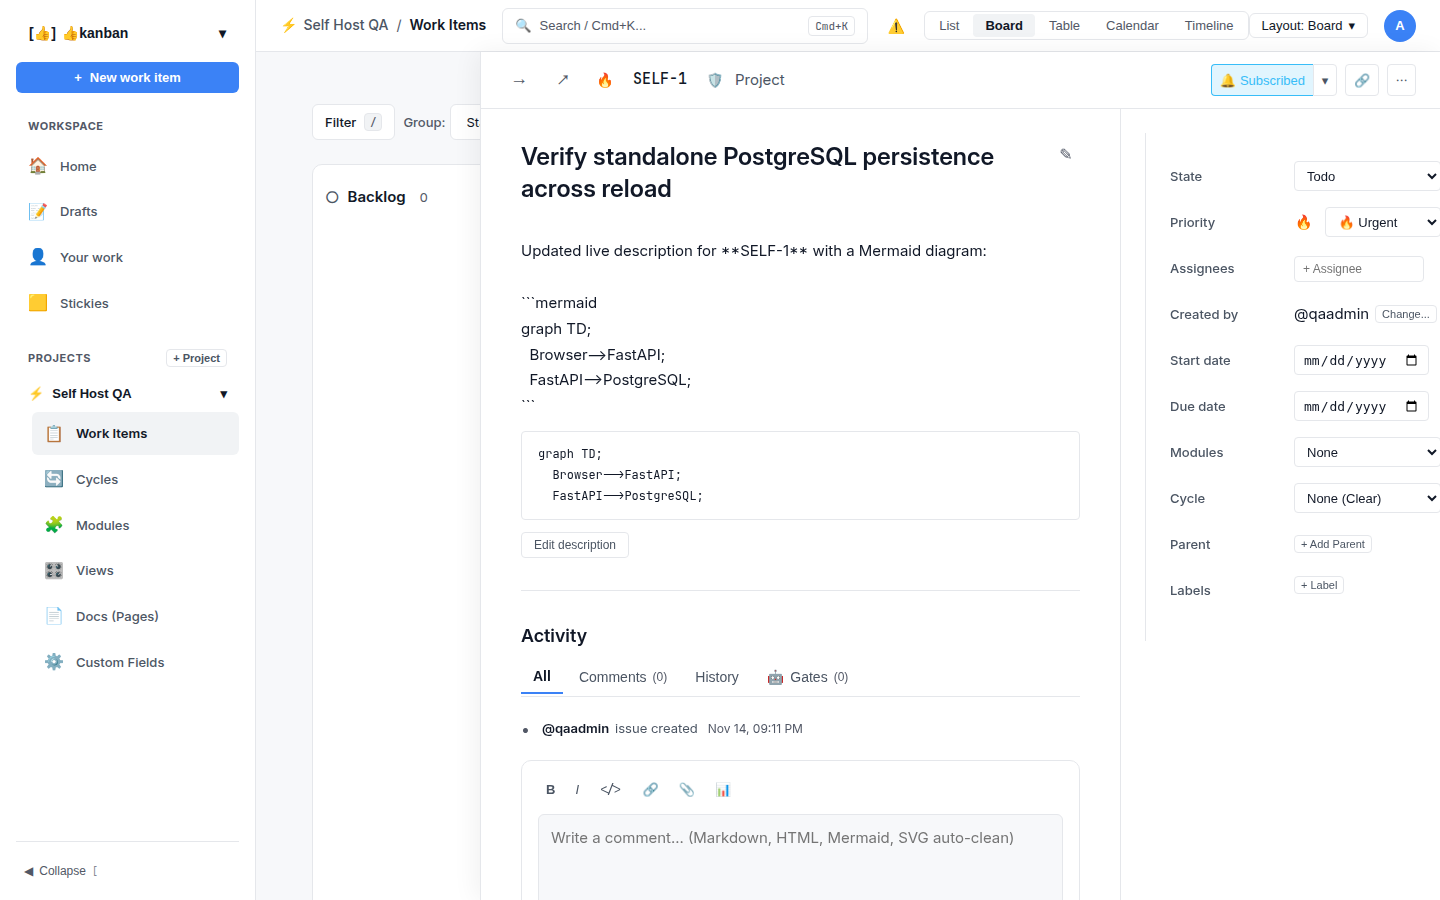 [👍] 👍kanban ▼
+ New work item
WORKSPACE
🏠 Home
📝 Drafts
👤 Your work
🟨 Stickies
PROJECTS + Project
⚡ Self Host QA ▼
📋 Work Items
🔄 Cycles
🧩 Modules
🎛️ Views
📄 Docs (Pages)
⚙️ Custom Fields
◀ Collapse [
⚡ Self Host QA / Work Items
🔍 Search / Cmd+K... Cmd+K
⚠️
List Board Table Calendar Timeline
Layout: Board ▼
A
Filter / Group: St
Backlog 0
→ ↗ 🔥 SELF-1 🛡️ Project
🔔 Subscribed ▼ 🔗 ...
Verify standalone PostgreSQL persistence
across reload
✎
Updated live description for **SELF-1** with a Mermaid diagram:
```mermaid
graph TD;
Browser-->FastAPI;
FastAPI-->PostgreSQL;
```
graph TD;
Browser-->FastAPI;
FastAPI-->PostgreSQL;
Edit description
Activity
All Comments (0) History 🤖 Gates (0)
• @qaadmin issue created Nov 14, 09:11 PM
B I </> 🔗 📎 📊
Write a comment... (Markdown, HTML, Mermaid, SVG auto-clean)
State Todo
Priority 🔥 🔥 Urgent
Assignees + Assignee
Created by @qaadmin Change...
Start date mm/dd/yyyy
Due date mm/dd/yyyy
Modules None
Cycle None (Clear)
Parent + Add Parent
Labels + Label